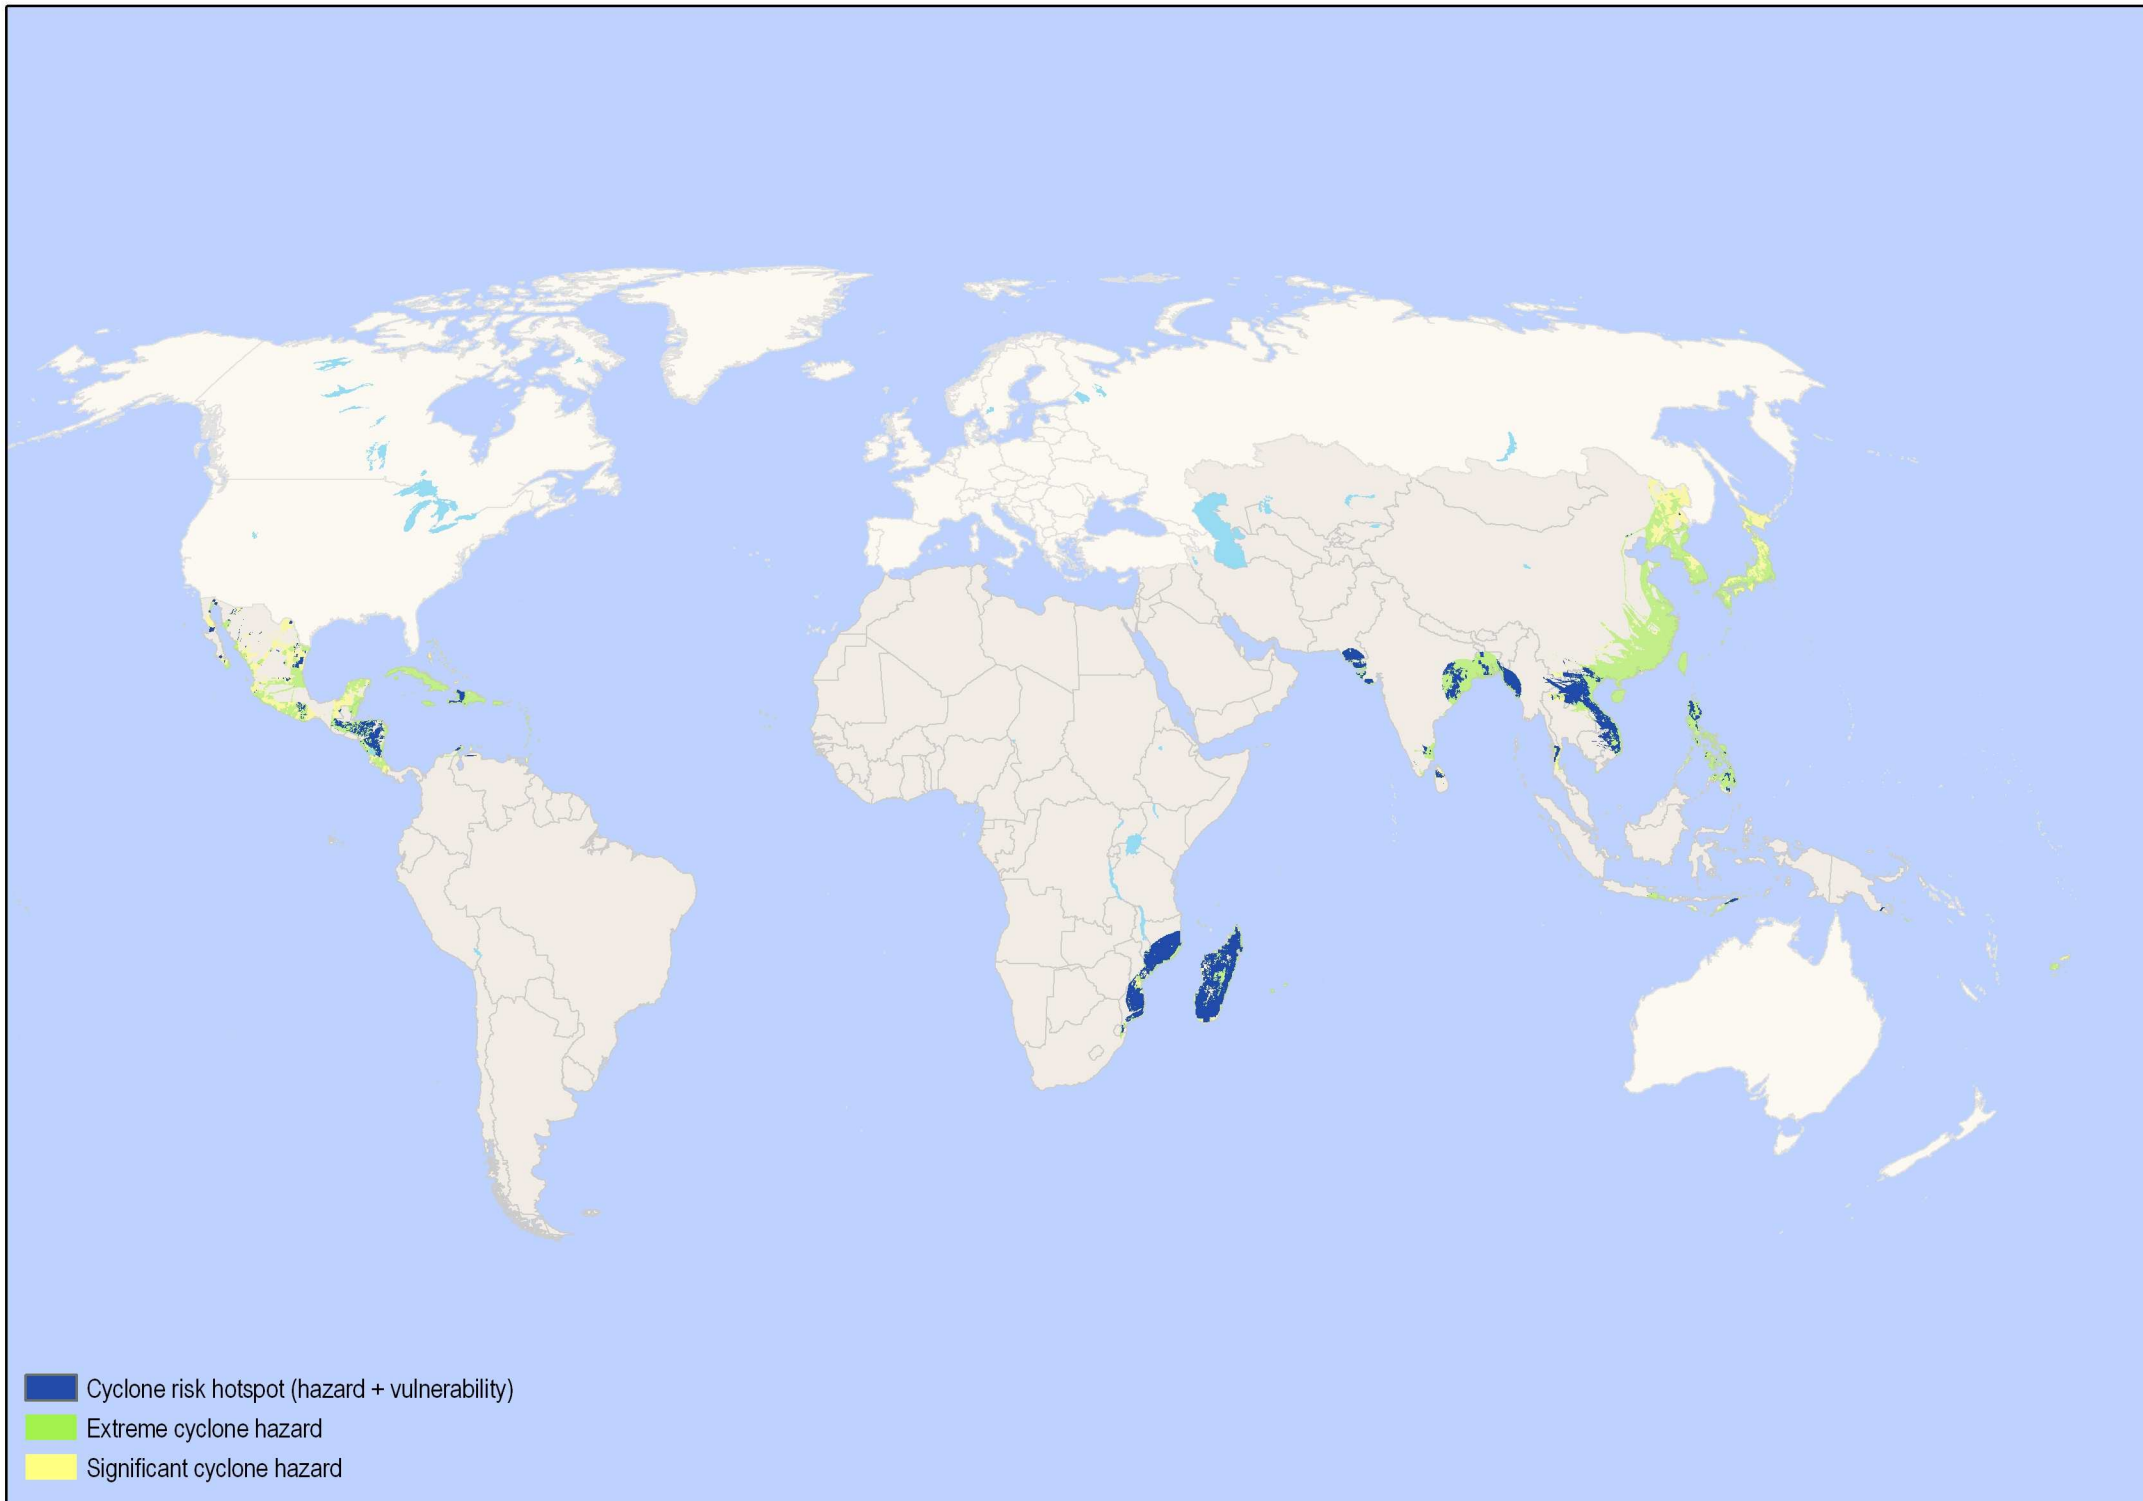 Cyclone risk hotspot (hazard + vulnerability)
Extreme cyclone hazard
Significant cyclone hazard